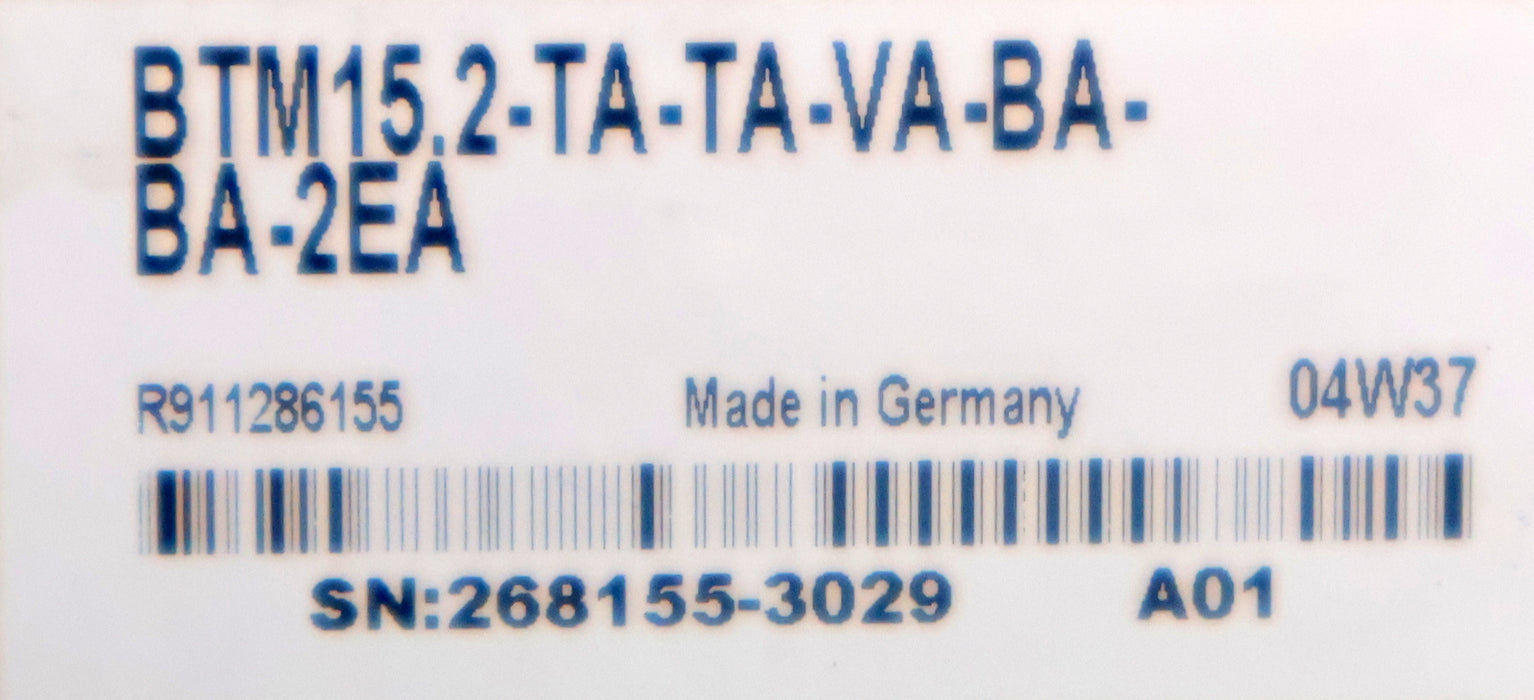 BTM15.2-TA-TA-VA-BA-
BA-2EA
R911286155 Made in Germany 04W37
SN:268155-3029 A01